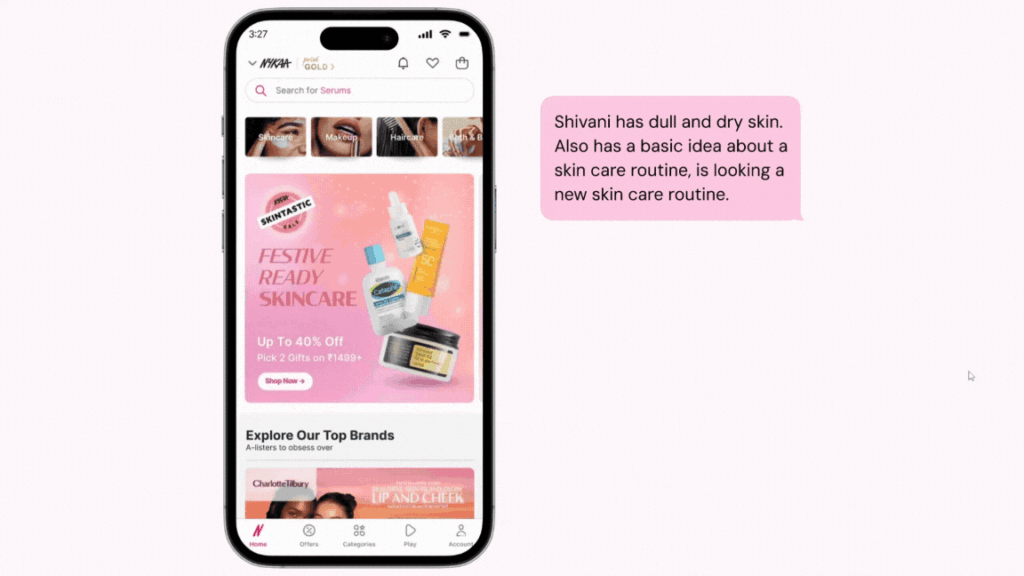 3:27
NYKAA
GOLD
Search for Serums
Skincare
Makeup
Haircare
SKINTASTIC
SALE
FESTIVE
READY
SKINCARE
Up To 40% Off
Pick 2 Gifts on ₹1499+
Shop Now →
Explore Our Top Brands
A-listers to obsess over
Charlotte Tilbury
LIP AND CHEEK
Home
Offers
Categories
Play
Account
Shivani has dull and dry skin.
Also has a basic idea about a
skin care routine, is looking a
new skin care routine.